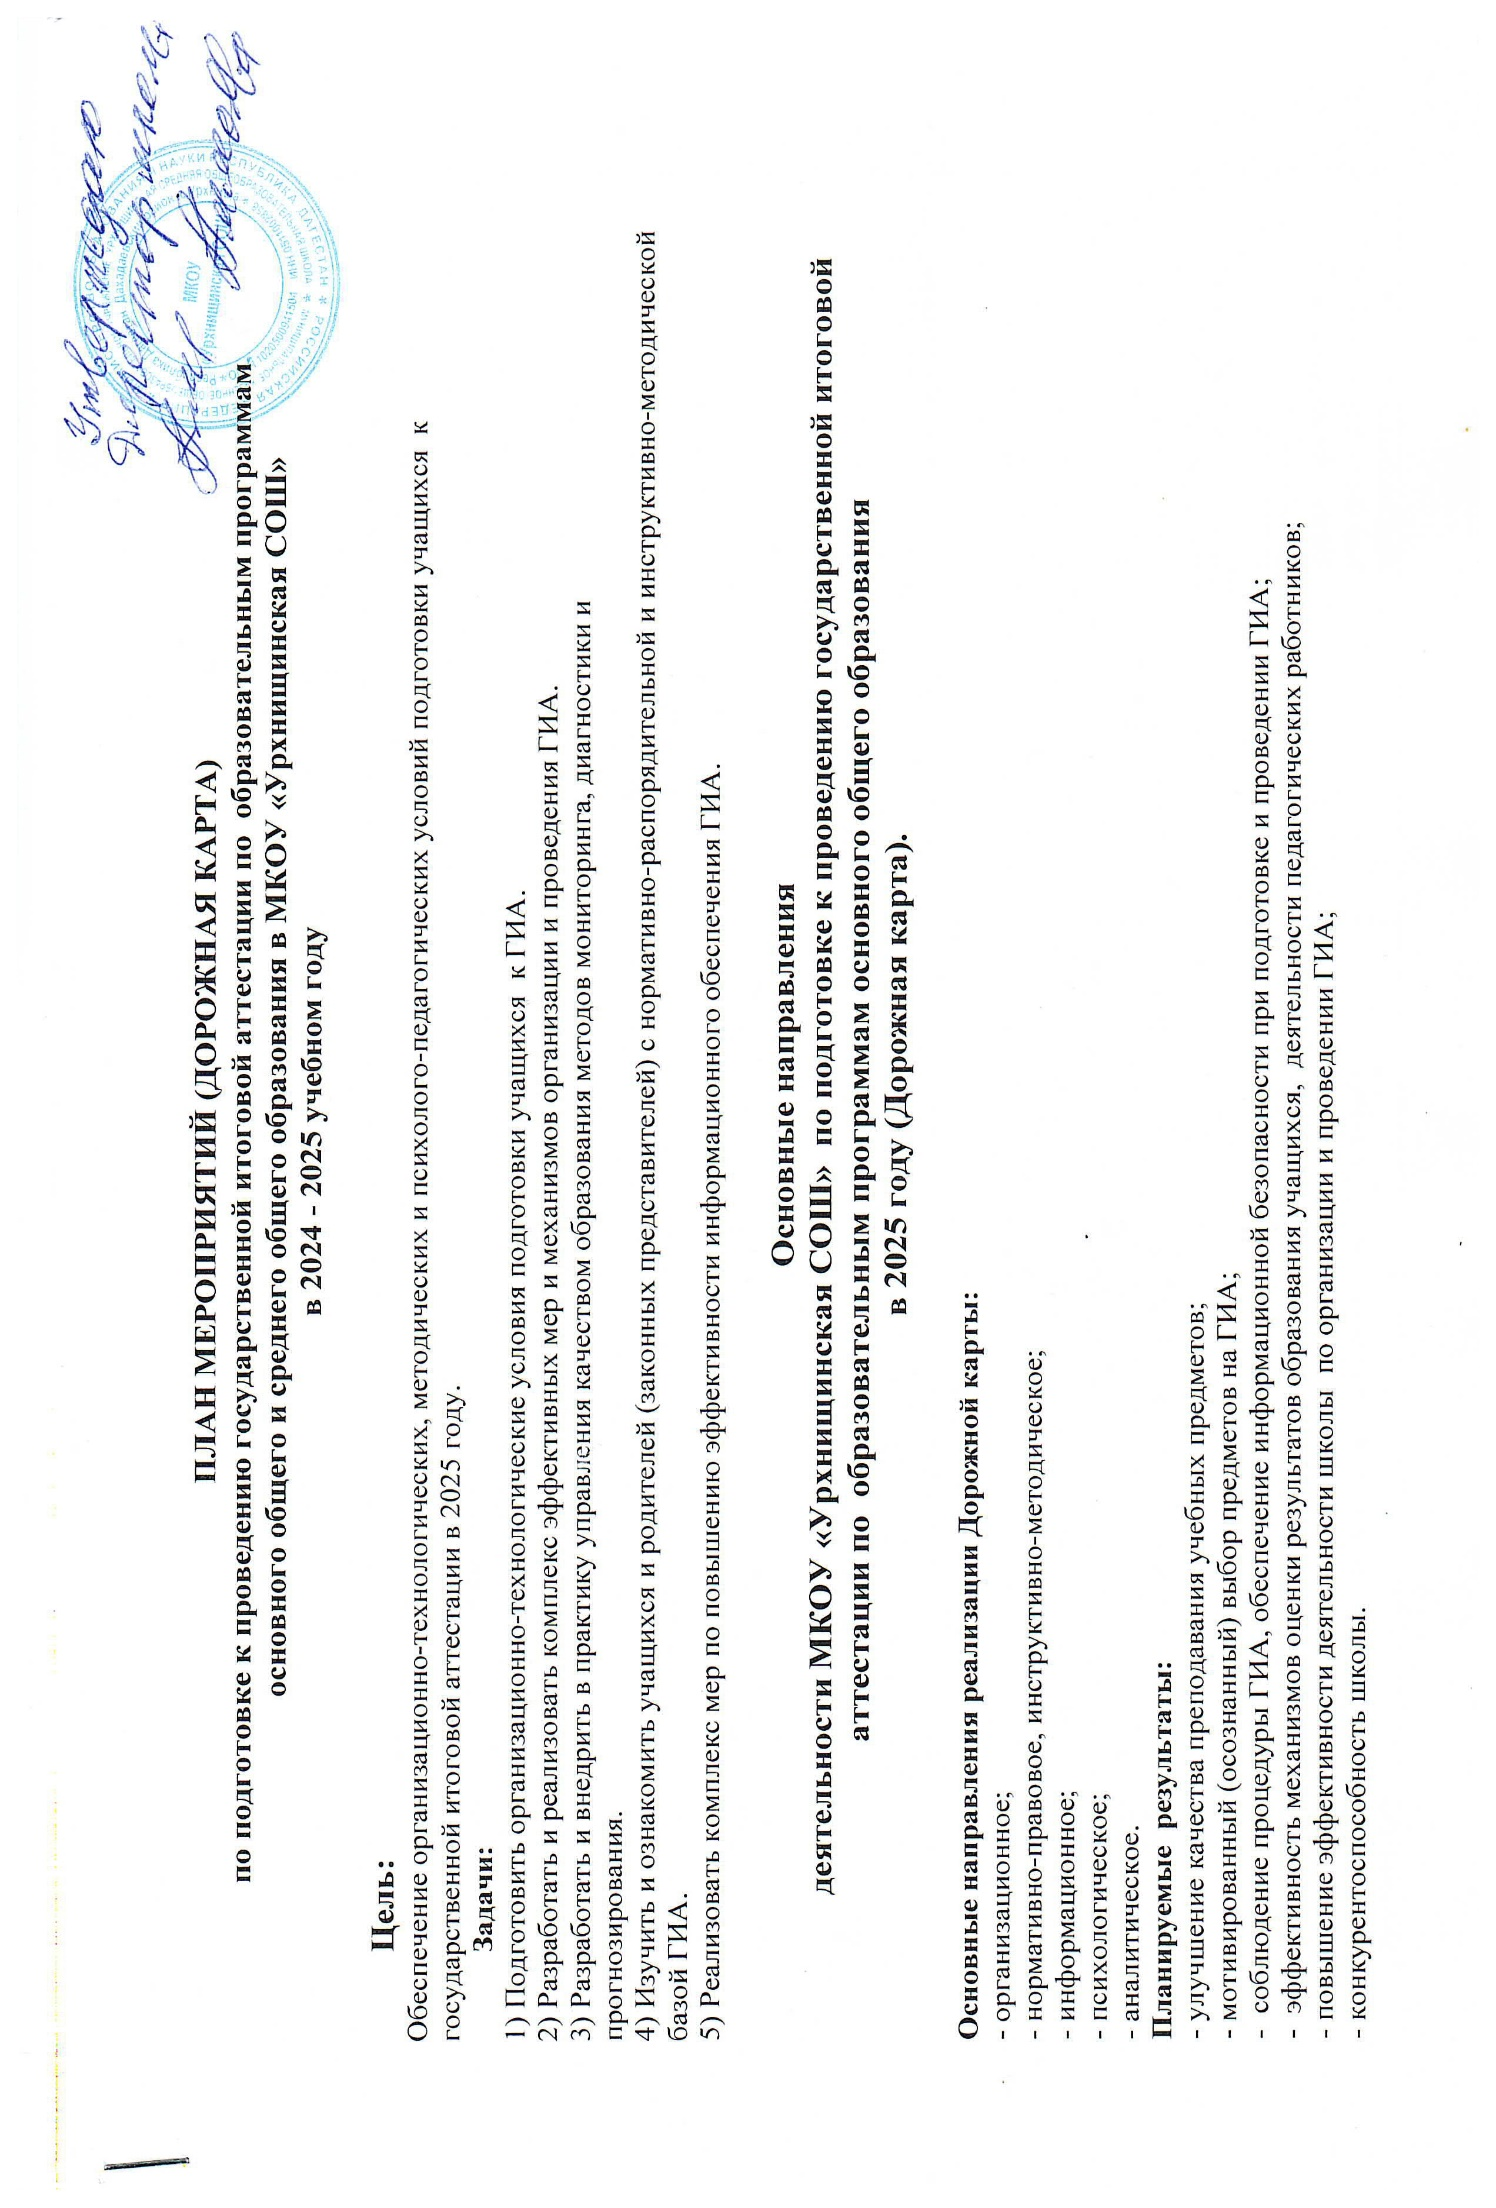 Утверждаю
Директор школы
ПЛАН МЕРОПРИЯТИЙ (ДОРОЖНАЯ КАРТА)
по подготовке к проведению государственной итоговой аттестации по образовательным программам
основного общего и среднего общего образования в МКОУ «Урхнищинская СОШ»
в 2024 - 2025 учебном году
Цель:
Обеспечение организационно-технологических, методических и психолого-педагогических условий подготовки учащихся к
государственной итоговой аттестации в 2025 году.
Задачи:
1) Подготовить организационно-технологические условия подготовки учащихся к ГИА.
2) Разработать и реализовать комплекс эффективных мер и механизмов организации и проведения ГИА.
3) Разработать и внедрить в практику управления качеством образования методов мониторинга, диагностики и
прогнозирования.
4) Изучить и ознакомить учащихся и родителей (законных представителей) с нормативно-распорядительной и инструктивно-методической
базой ГИА.
5) Реализовать комплекс мер по повышению эффективности информационного обеспечения ГИА.
Основные направления
деятельности МКОУ «Урхнищинская СОШ» по подготовке к проведению государственной итоговой
аттестации по образовательным программам основного общего образования
в 2025 году (Дорожная карта).
Основные направления реализации Дорожной карты:
- организационное;
- нормативно-правовое, инструктивно-методическое;
- информационное;
- психологическое;
- аналитическое.
Планируемые результаты:
- улучшение качества преподавания учебных предметов;
- мотивированный (осознанный) выбор предметов на ГИА;
- соблюдение процедуры ГИА, обеспечение информационной безопасности при подготовке и проведении ГИА;
- эффективность механизмов оценки результатов образования учащихся, деятельности педагогических работников;
- повышение эффективности деятельности школы по организации и проведении ГИА;
- конкурентоспособность школы.